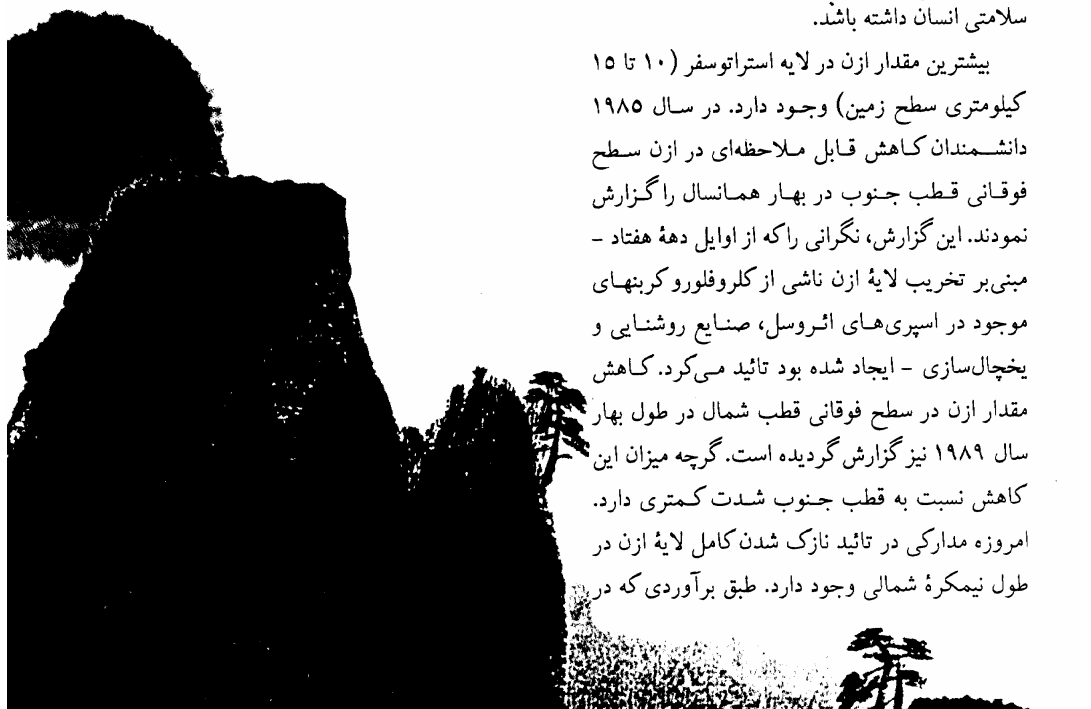 سلامتی انسان داشته باشد.
بیشترین مقدار ازن در لایه استراتوسفر (۱۰ تا ۱۵
کیلومتری سطح زمین) وجود دارد. در سال ۱۹۸۵
دانشمندان کاهش قابل ملاحظه‌ای در ازن سطح
فوقانی قطب جنوب در بهار همانسال را گزارش
نمودند. این گزارش، نگرانی را که از اوایل دههٔ هفتاد –
مبنی‌بر تخریب لایهٔ ازن ناشی از کلروفلوروکربنهای
موجود در اسپری‌های ائروسل، صنایع روشنایی و
یخچال‌سازی – ایجاد شده بود تائید می‌کرد. کاهش
مقدار ازن در سطح فوقانی قطب شمال در طول بهار
سال ۱۹۸۹ نیز گزارش گردیده است. گرچه میزان این
کاهش نسبت به قطب جنوب شدت کمتری دارد.
امروزه مدارکی در تائید نازک شدن کامل لایهٔ ازن در
طول نیمکرهٔ شمالی وجود دارد. طبق برآوردی که در